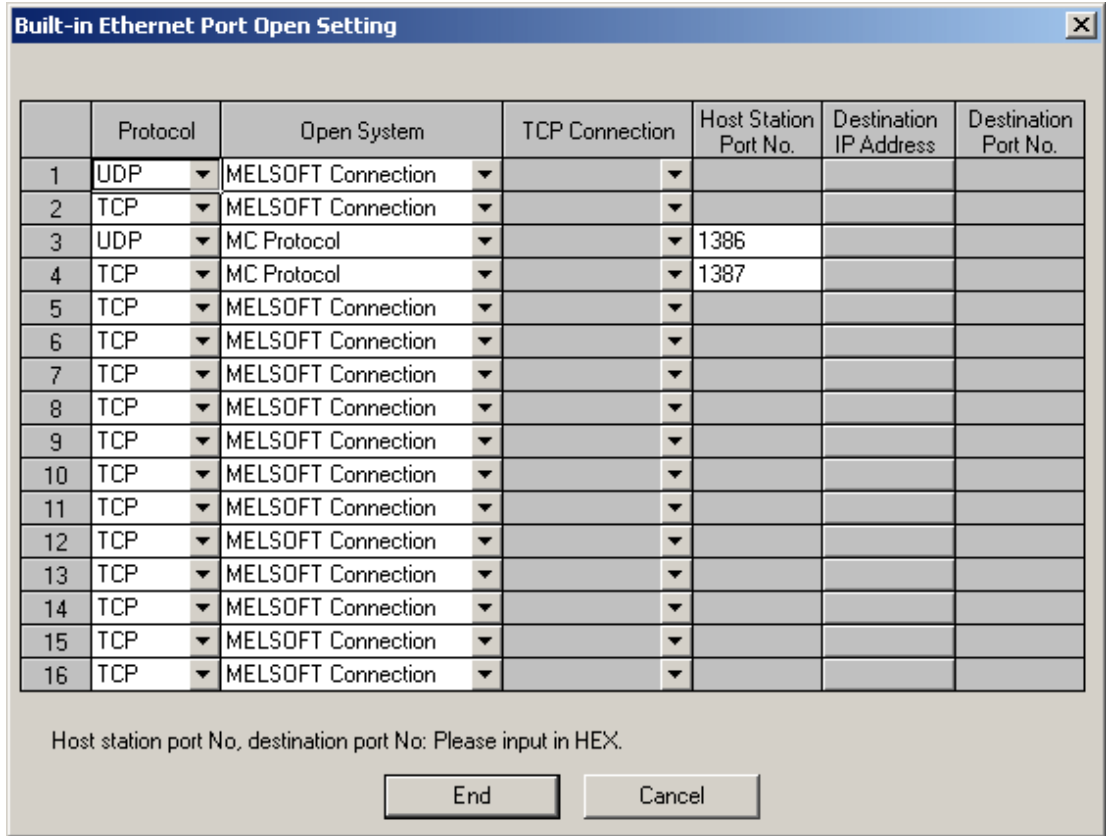 Built-in Ethernet Port Open Setting
Protocol Open System TCP Connection Host Station Port No. Destination IP Address Destination Port No.
1 UDP MELSOFT Connection
2 TCP MELSOFT Connection
3 UDP MC Protocol 1386
4 TCP MC Protocol 1387
5 TCP MELSOFT Connection
6 TCP MELSOFT Connection
7 TCP MELSOFT Connection
8 TCP MELSOFT Connection
9 TCP MELSOFT Connection
10 TCP MELSOFT Connection
11 TCP MELSOFT Connection
12 TCP MELSOFT Connection
13 TCP MELSOFT Connection
14 TCP MELSOFT Connection
15 TCP MELSOFT Connection
16 TCP MELSOFT Connection
Host station port No, destination port No: Please input in HEX.
End Cancel